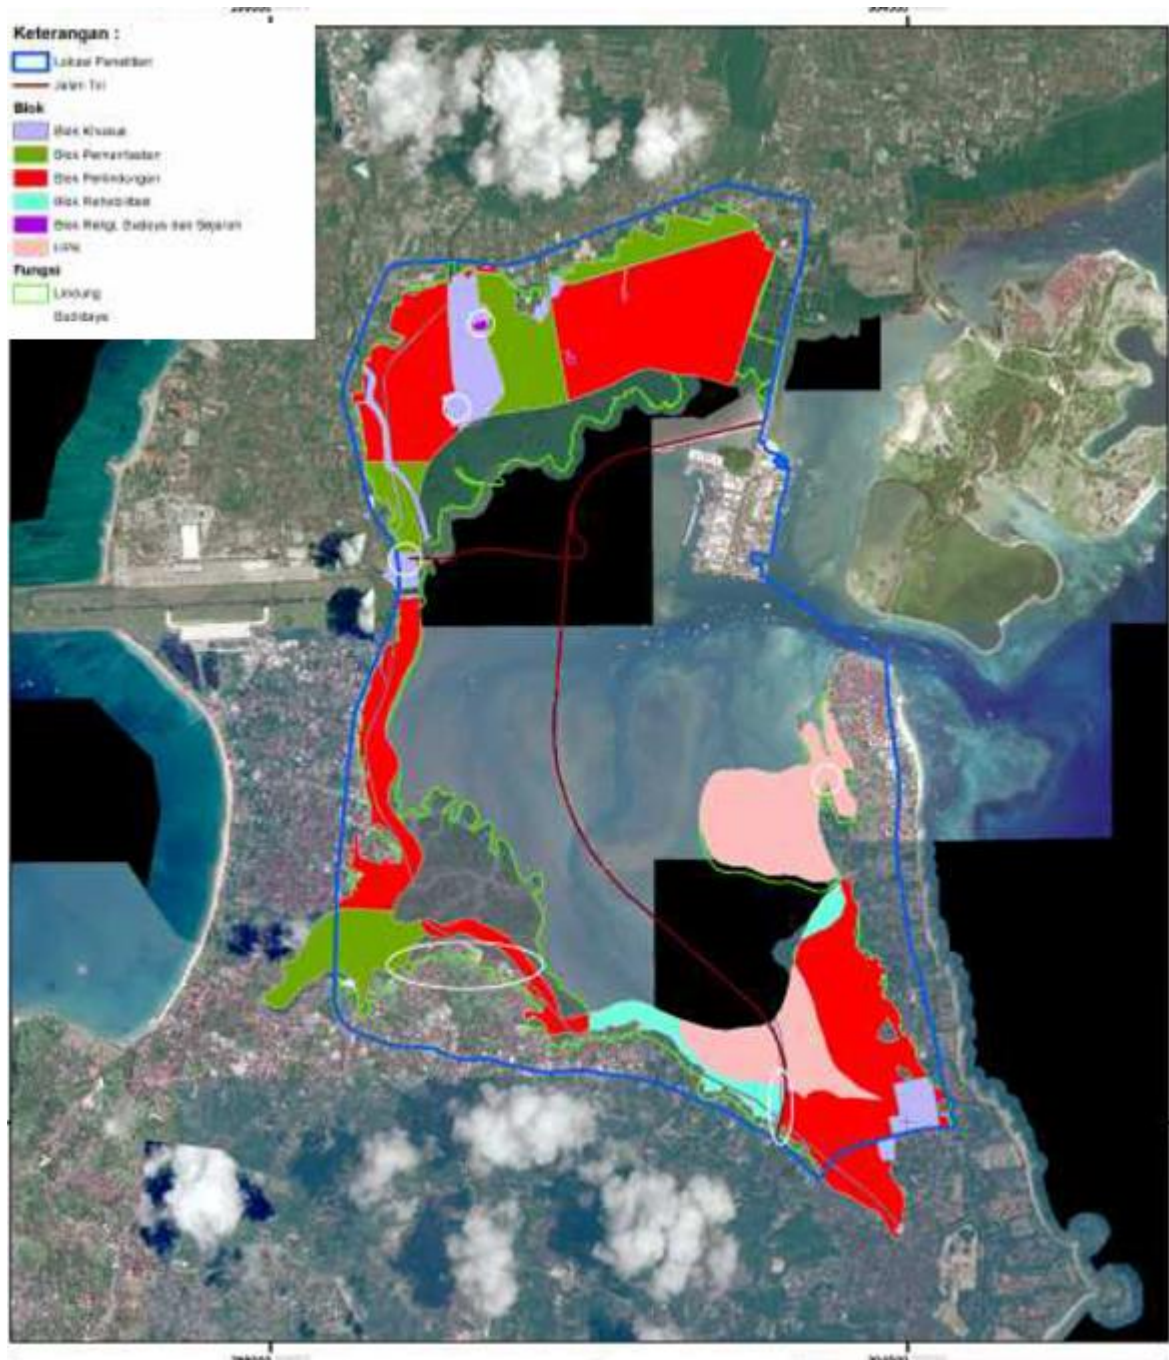 Keterangan :
Lokasi Penelitian
Jalan Tol
Blok
Blok Khusus
Blok Pemanfaatan
Blok Perlindungan
Blok Rehabilitasi
Blok Religi, Budaya dan Sejarah
UPK
Fungsi
Lindung
Budidaya